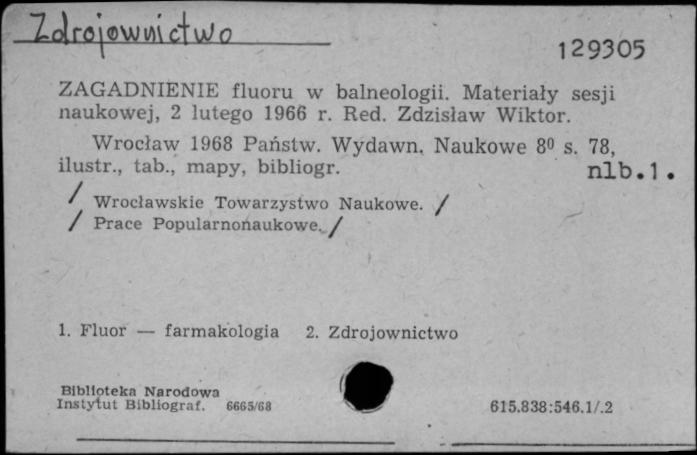 Zdrojownictwo
129305
ZAGADNIENIE fluoru w balneologii. Materiały sesji
naukowej, 2 lutego 1966 r. Red. Zdzisław Wiktor.
Wrocław 1968 Państw. Wydawn. Naukowe 8⁰ s. 78,
ilustr., tab., mapy, bibliogr. nlb.1.
/ Wrocławskie Towarzystwo Naukowe. /
/ Prace Popularnonaukowe. /
1. Fluor — farmakologia 2. Zdrojownictwo
Biblioteka Narodowa
Instytut Bibliograf. 6665/68 615.838:546.1/.2